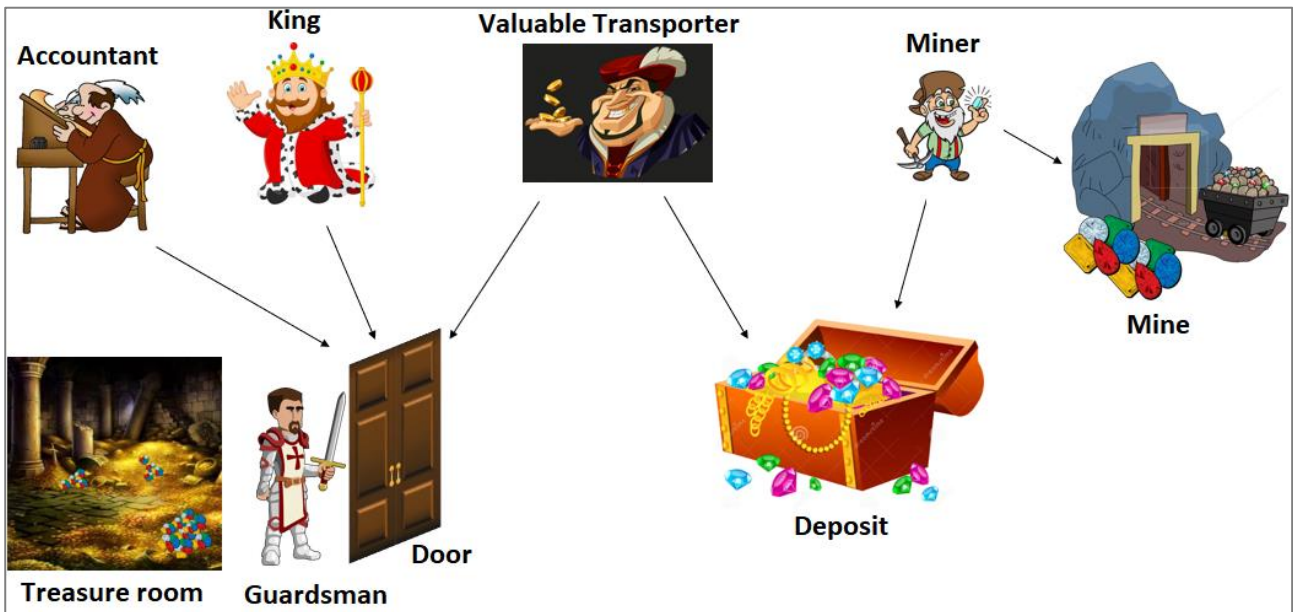 King
Valuable Transporter
Miner
Accountant
Mine
Deposit
Door
Treasure room
Guardsman